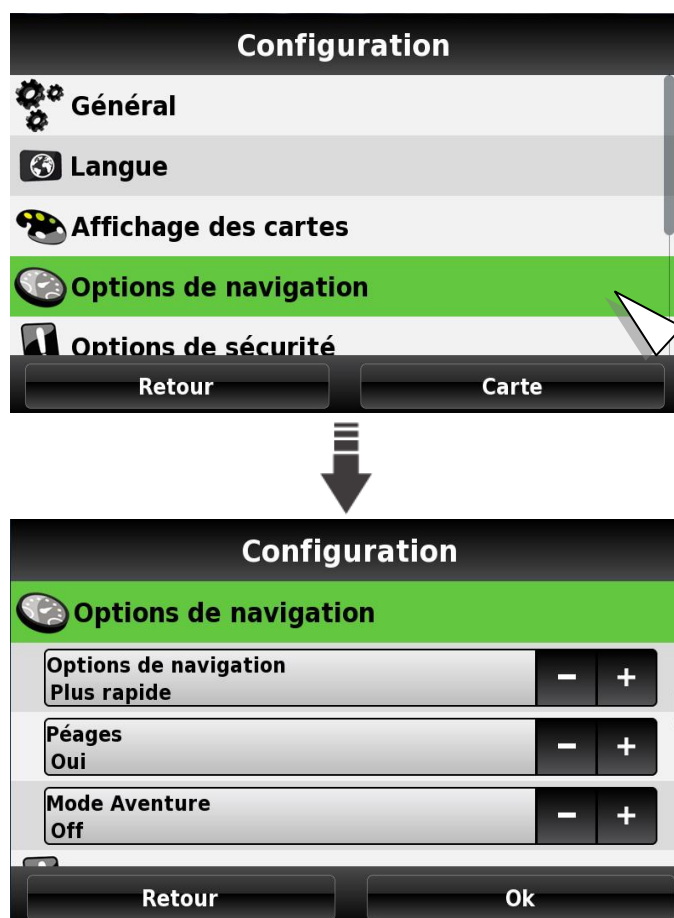 Configuration
Général
Langue
Affichage des cartes
Options de navigation
Options de sécurité
Retour
Carte
Configuration
Options de navigation
Options de navigation
Plus rapide
Péages
Oui
Mode Aventure
Off
Retour
Ok